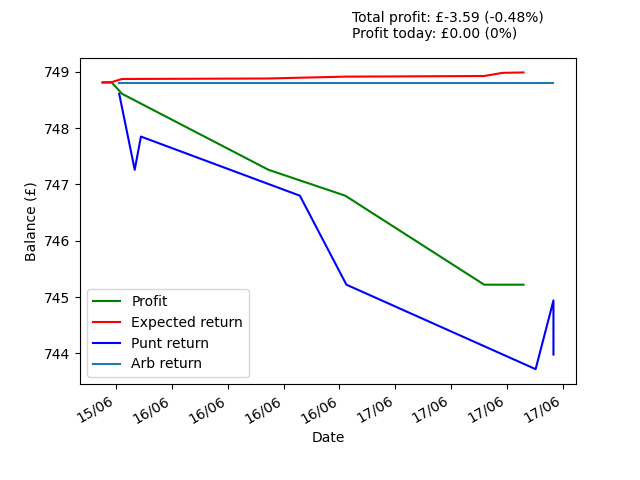 Total profit: £-3.59 (-0.48%)
Profit today: £0.00 (0%)
749
748
747
746
745
744
Balance (£)
Profit
Expected return
Punt return
Arb return
15/06 16/06 16/06 16/06 16/06 17/06 17/06 17/06 17/06
Date